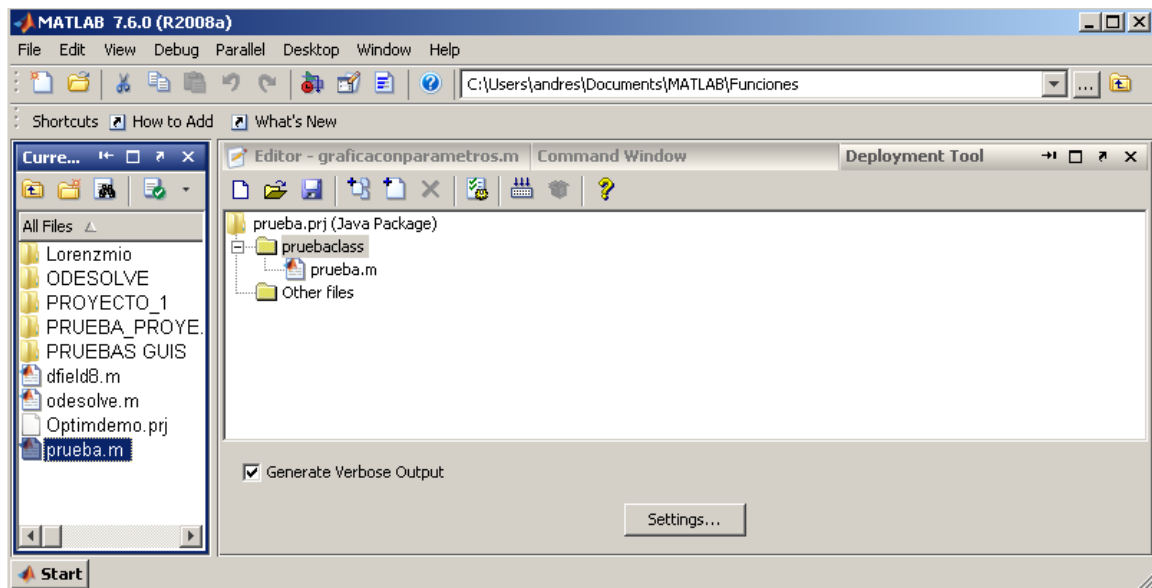 MATLAB 7.6.0 (R2008a)
File Edit View Debug Parallel Desktop Window Help
C:\Users\andres\Documents\MATLAB\Funciones
...
Shortcuts How to Add What's New
Curre...
Editor - graficaconparametros.m Command Window Deployment Tool
All Files
Lorenzmio
ODESOLVE
PROYECTO_1
PRUEBA_PROYE.
PRUEBAS GUIS
dfield8.m
odesolve.m
Optimdemo.prj
prueba.m
prueba.prj (Java Package)
pruebaclass
prueba.m
Other files
Generate Verbose Output
Settings...
Start